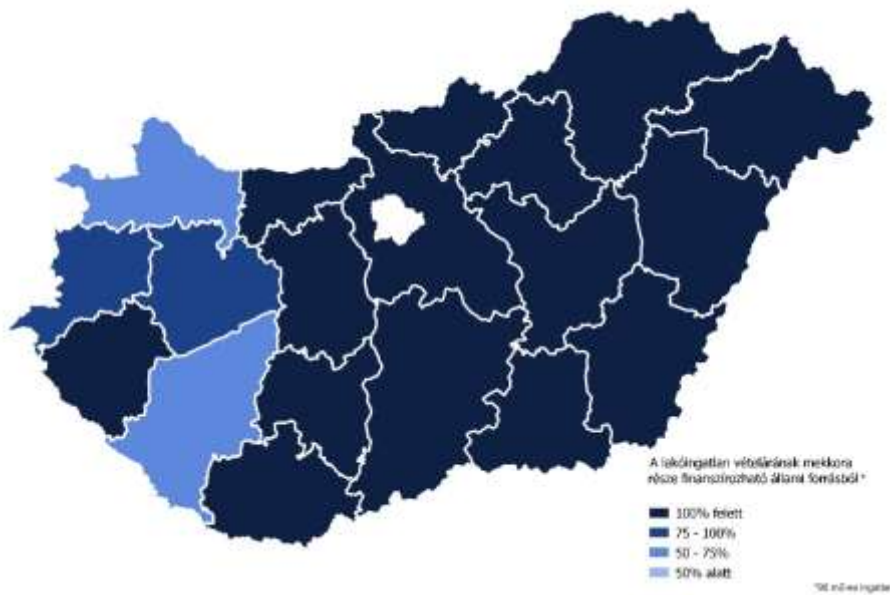 A lakóingatlan vételárának mekkora
része finanszírozható állami forrásból *
100% felett
75 - 100%
50 - 75%
50% alatt